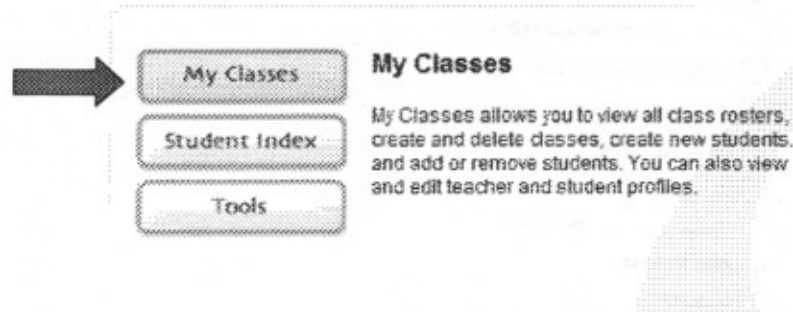 My Classes
Student Index
Tools
My Classes
My Classes allows you to view all class rosters,
create and delete classes, create new students,
and add or remove students. You can also view
and edit teacher and student profiles.